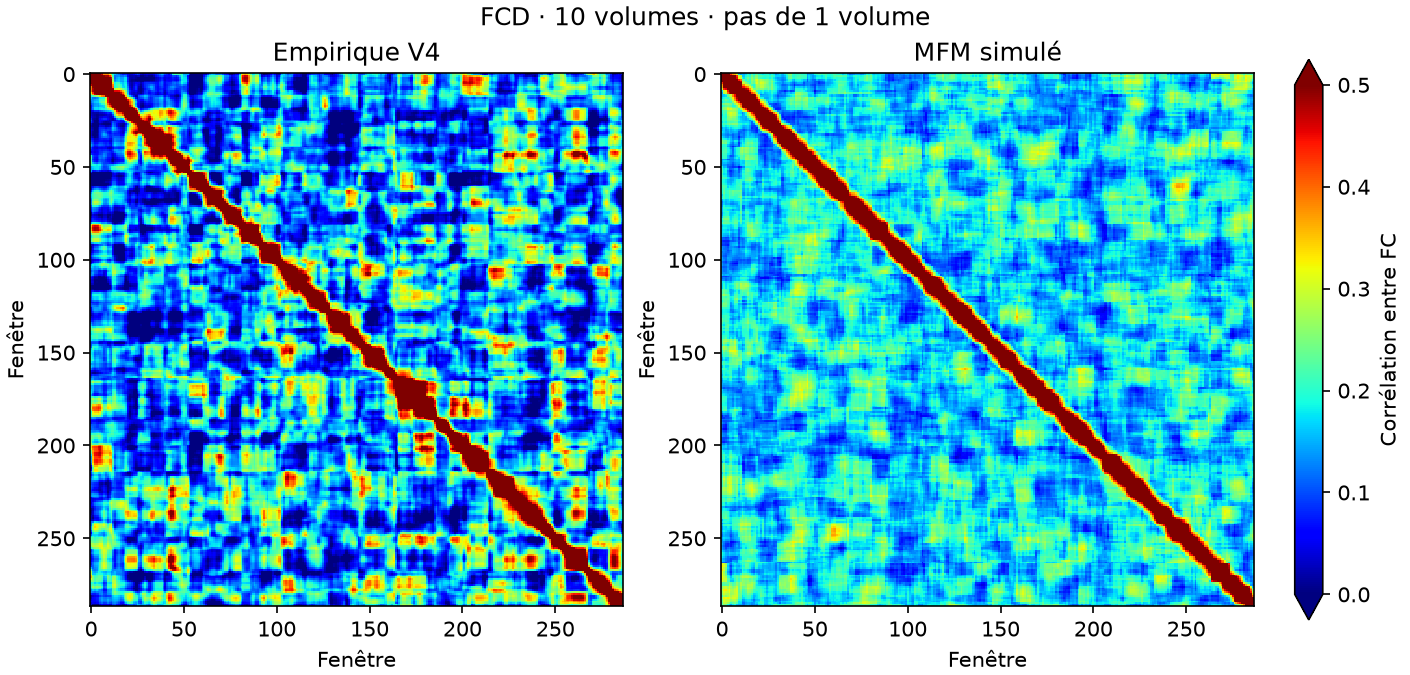 FCD · 10 volumes · pas de 1 volume
Empirique V4
MFM simulé
0
50
100
150
200
250
Fenêtre
0 50 100 150 200 250
Fenêtre
0
50
100
150
200
250
Fenêtre
0 50 100 150 200 250
Fenêtre
0.5
0.4
0.3
0.2
0.1
0.0
Corrélation entre FC